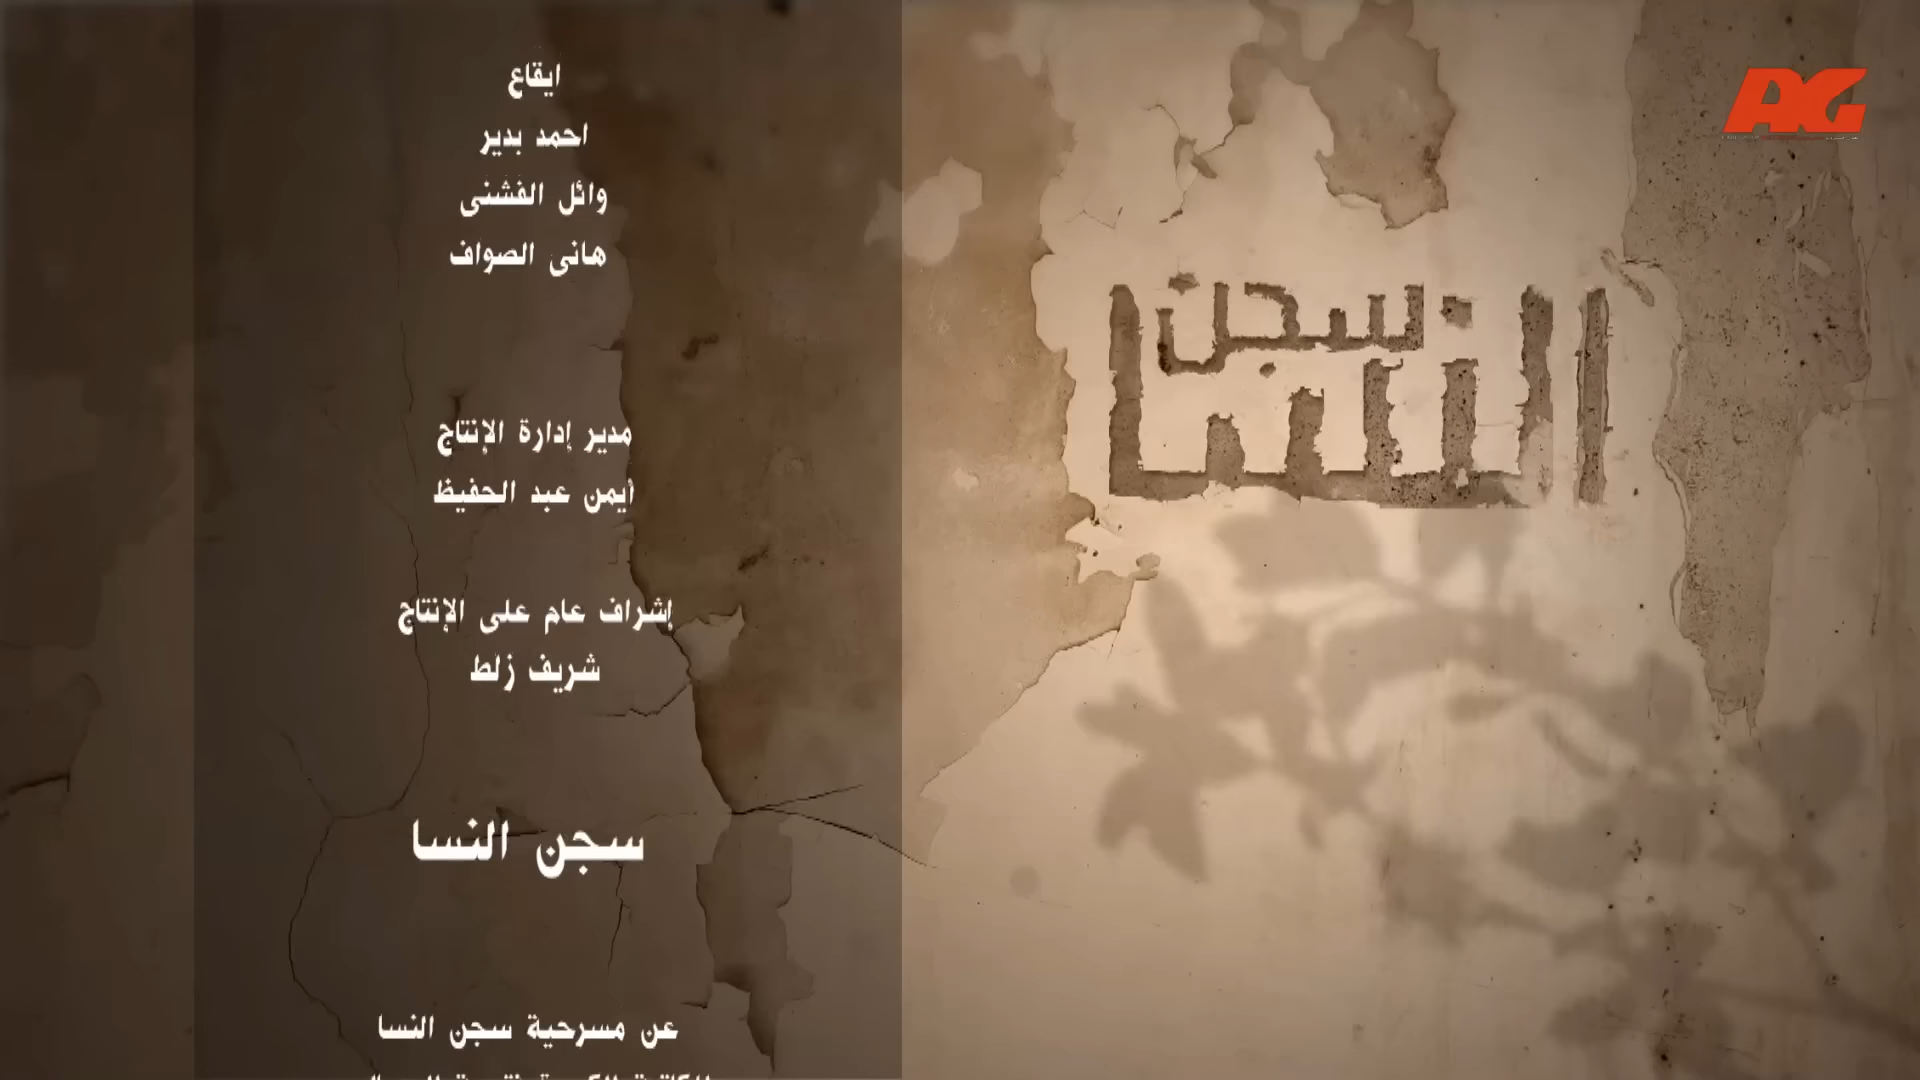 ايقاع
احمد بدير
وائل الفشنى
هانى الصواف
مدير إدارة الإنتاج
أيمن عبد الحفيظ
إشراف عام على الإنتاج
شريف زلط
سجن النسا
عن مسرحية سجن النسا
سجن
النسا
AG